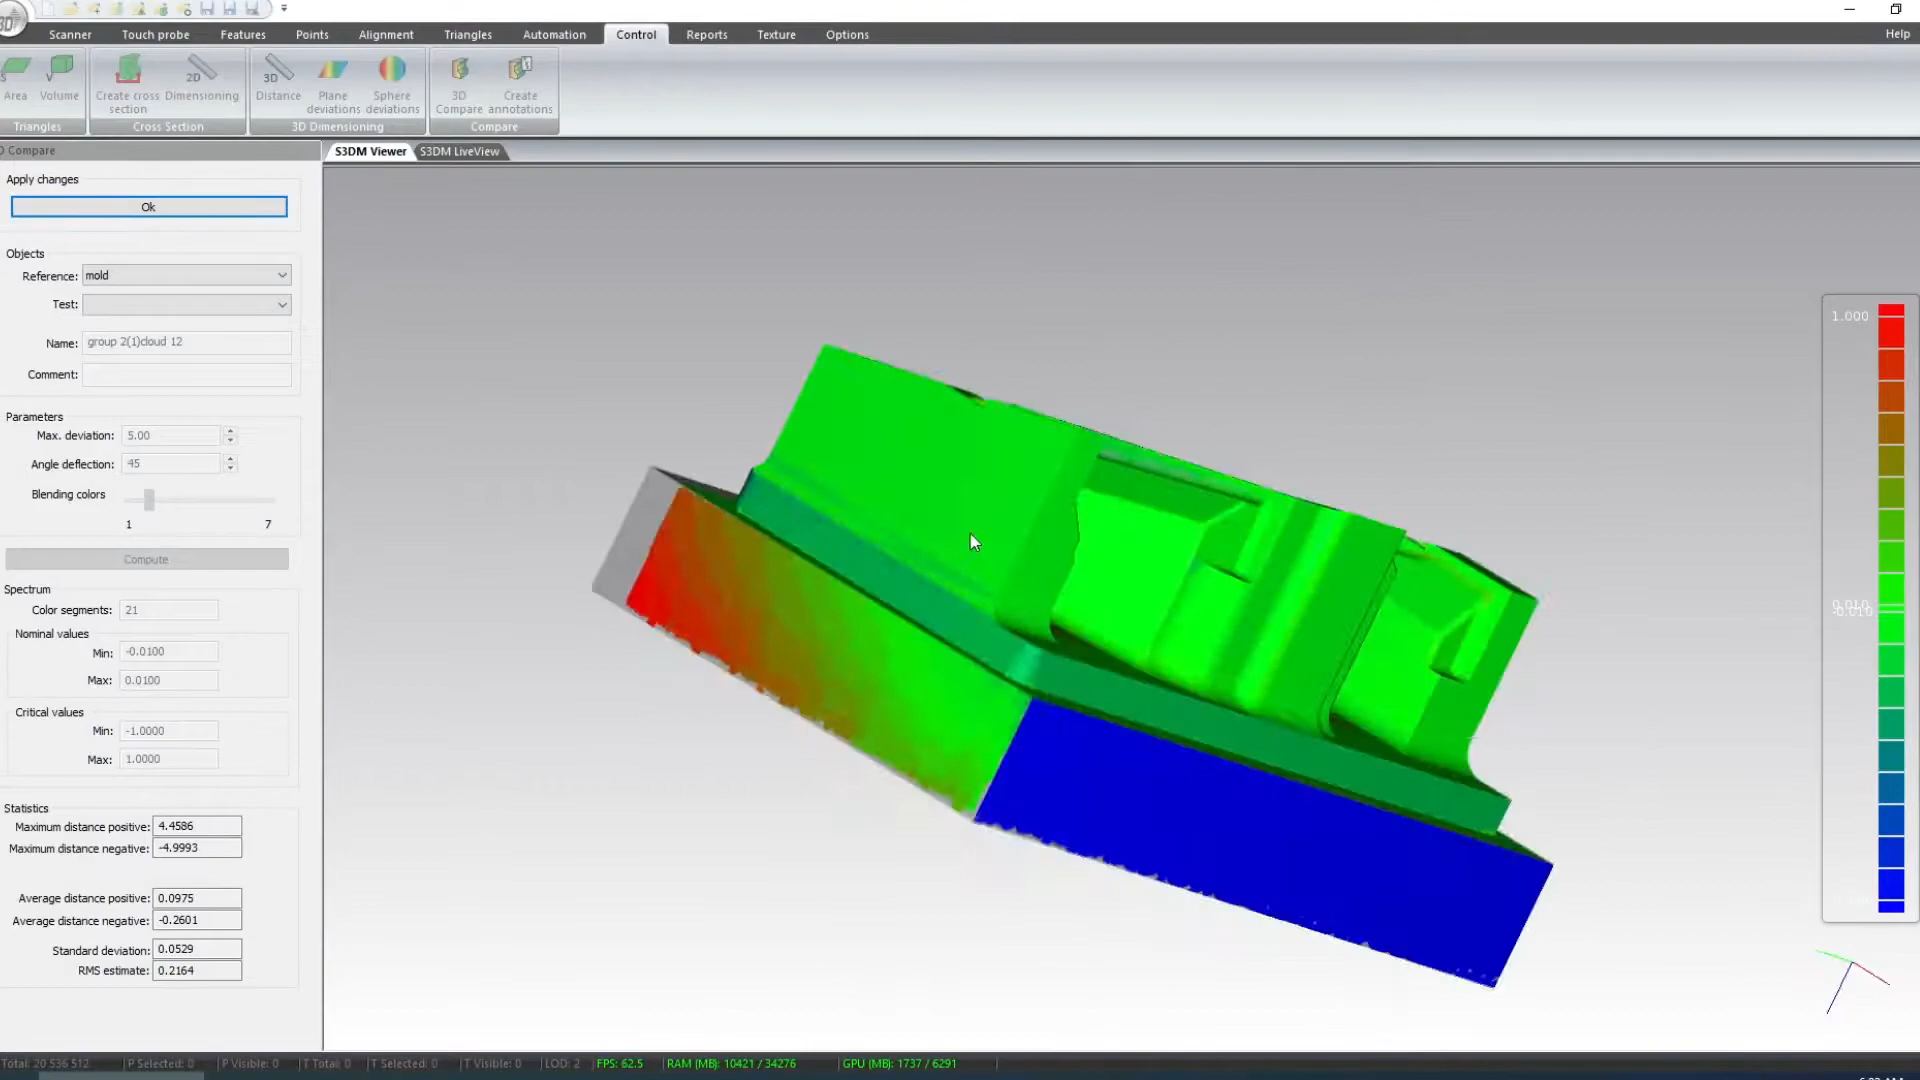 3D
Scanner Touch probe Features Points Alignment Triangles Automation Control Reports Texture Options Help
S V 2D 3D
Area Volume Create cross section Dimensioning Distance Plane deviations Sphere deviations 3D Compare Create annotations
Triangles Cross Section 3D Dimensioning Compare
D Compare S3DM Viewer S3DM LiveView
Apply changes
Ok
Objects
Reference: mold
Test:
Name: group 2(1)cloud 12
Comment:
Parameters
Max. deviation: 5.00
Angle deflection: 45
Blending colors
1 7
Compute
Spectrum
Color segments: 21
Nominal values
Min: -0.0100
Max: 0.0100
Critical values
Min: -1.0000
Max: 1.0000
Statistics
Maximum distance positive: 4.4586
Maximum distance negative: -4.9993
Average distance positive: 0.0975
Average distance negative: -0.2601
Standard deviation: 0.0529
RMS estimate: 0.2164
1.000
0.010
-0.010
Total: 20 536 512 P Selected: 0 P Visible: 0 T Total: 0 T Selected: 0 T Visible: 0 LOD: 2 FPS: 62.5 RAM (MB): 10421 / 34276 GPU (MB): 1737 / 6291